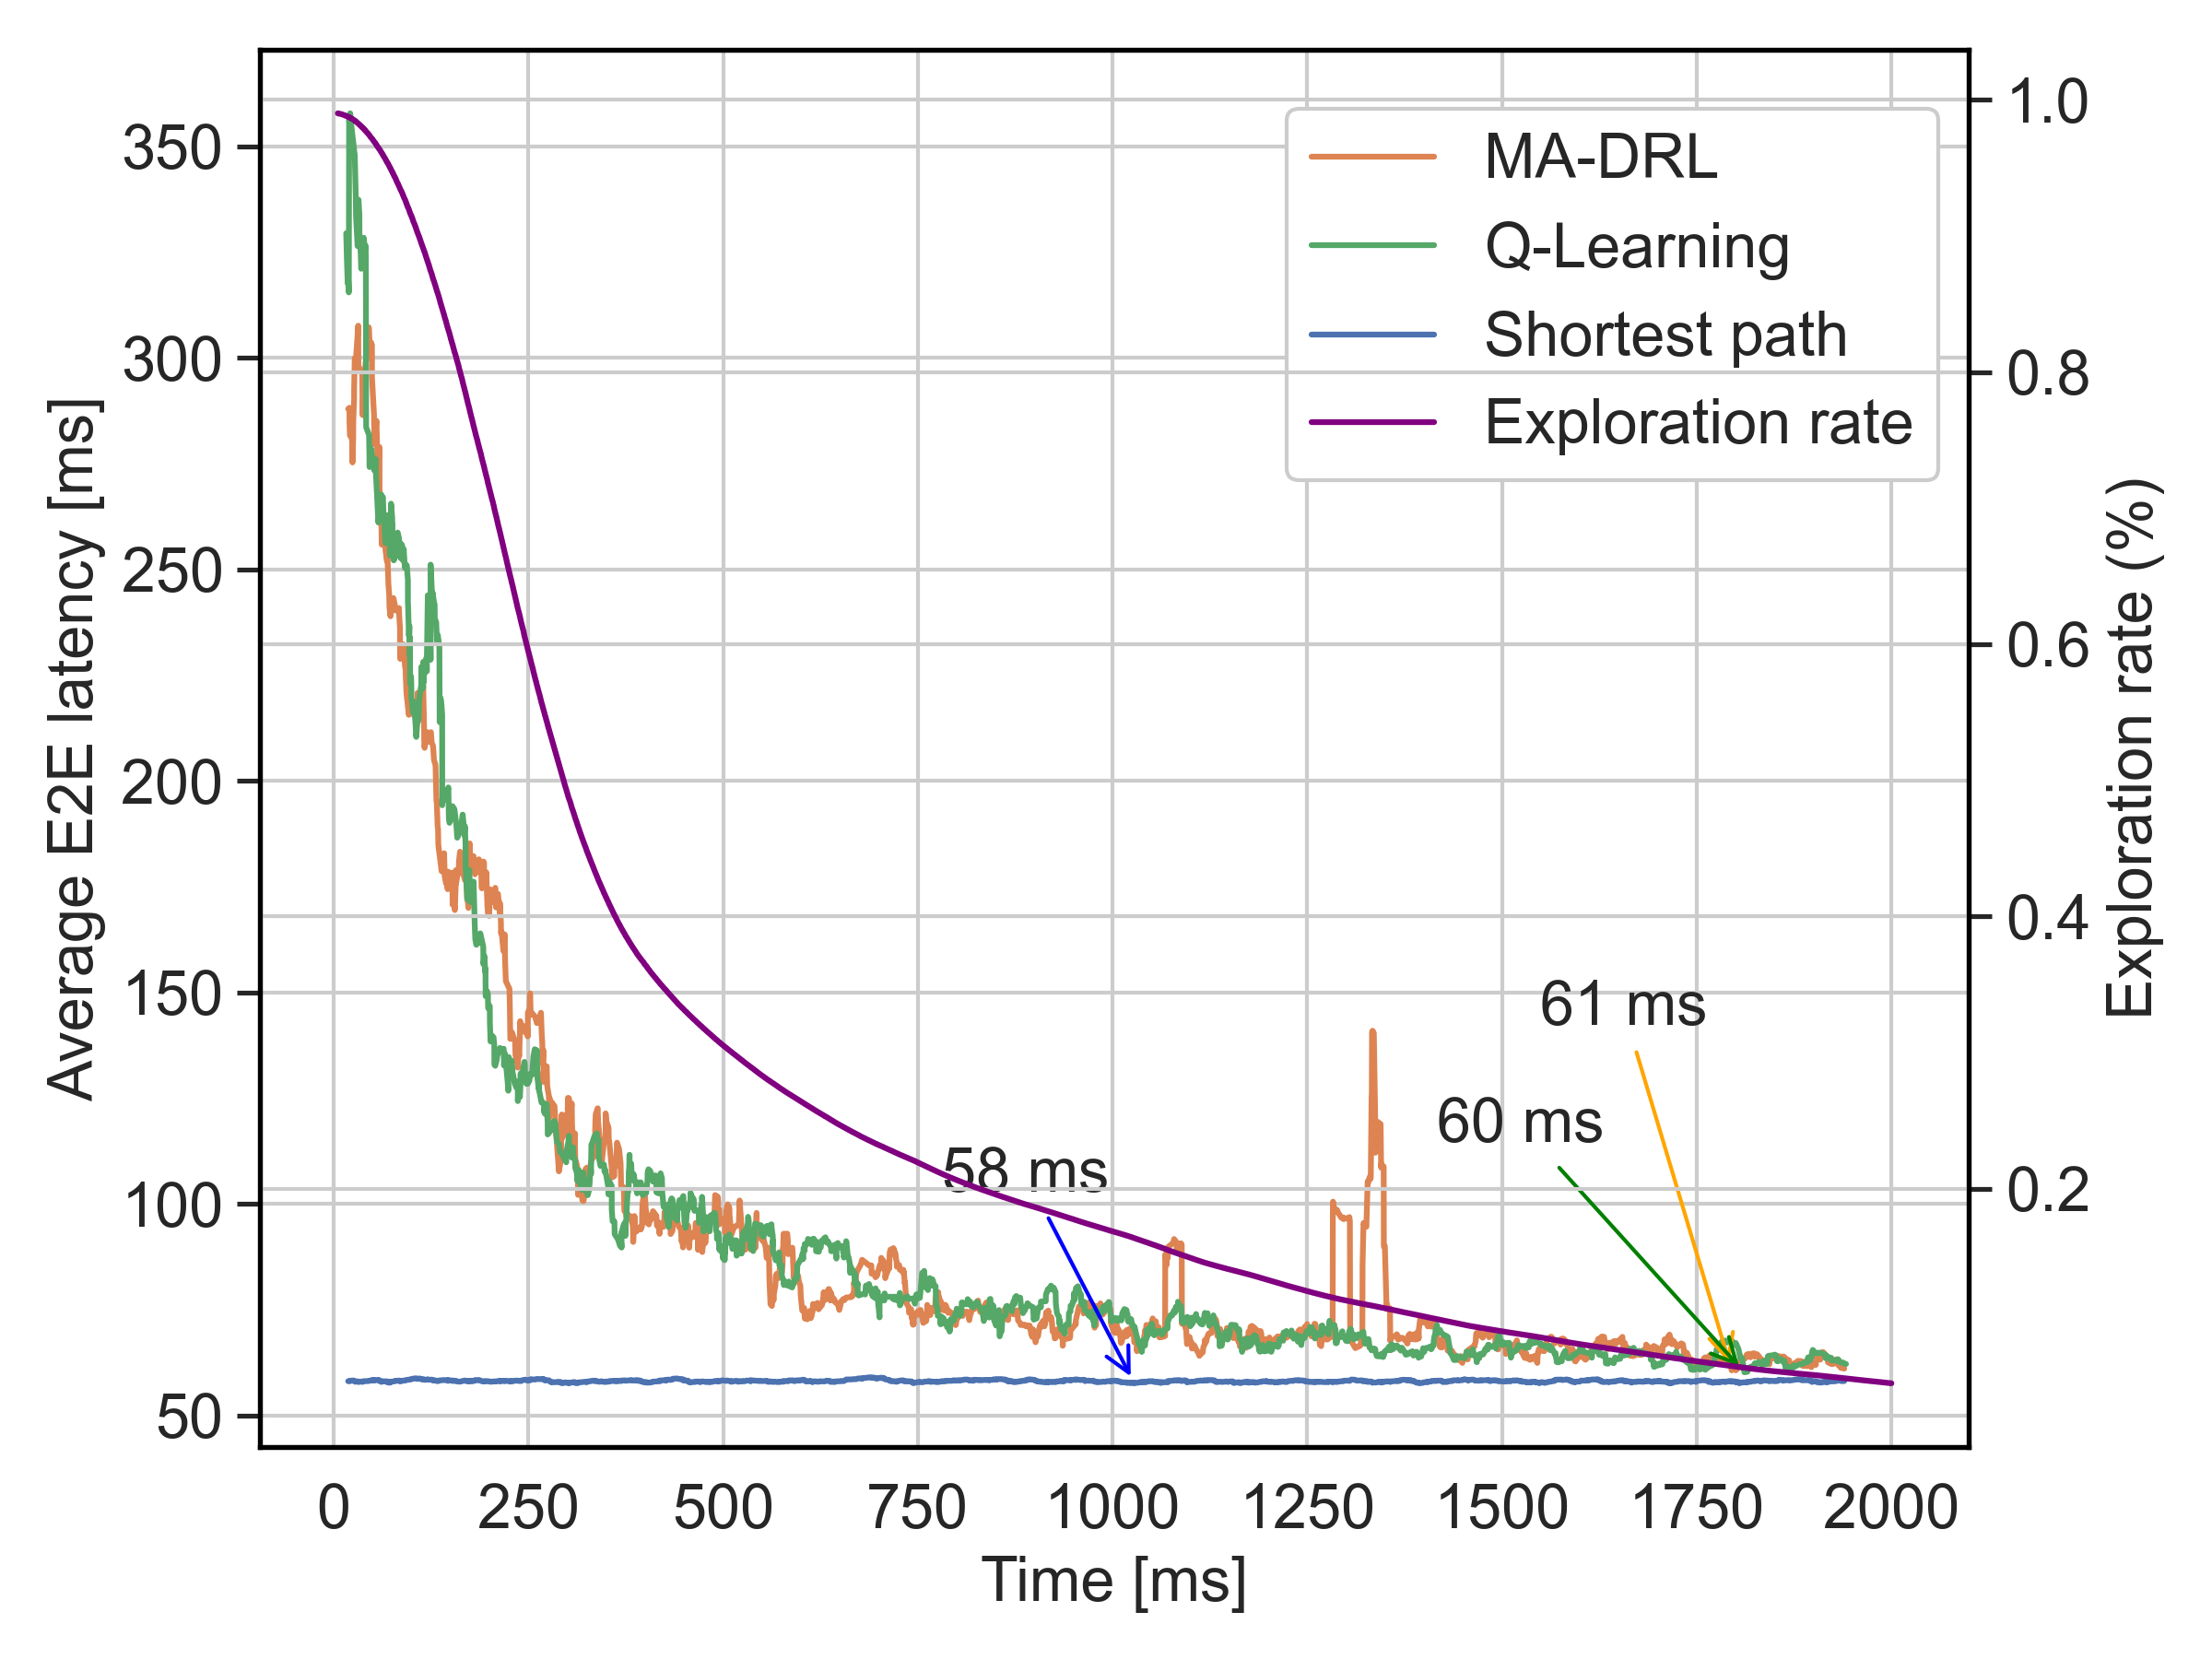 350
300
250
200
150
100
50
Average E2E latency [ms]
1.0
0.8
0.6
0.4
0.2
Exploration rate (%)
MA-DRL
Q-Learning
Shortest path
Exploration rate
61 ms
60 ms
58 ms
0 250 500 750 1000 1250 1500 1750 2000
Time [ms]